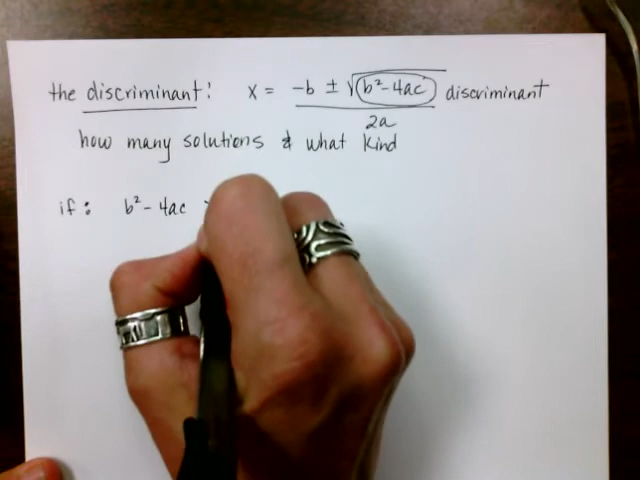 the discriminant: x = -b ± √b²-4ac discriminant
2a
how many solutions & what kind
if: b² - 4ac